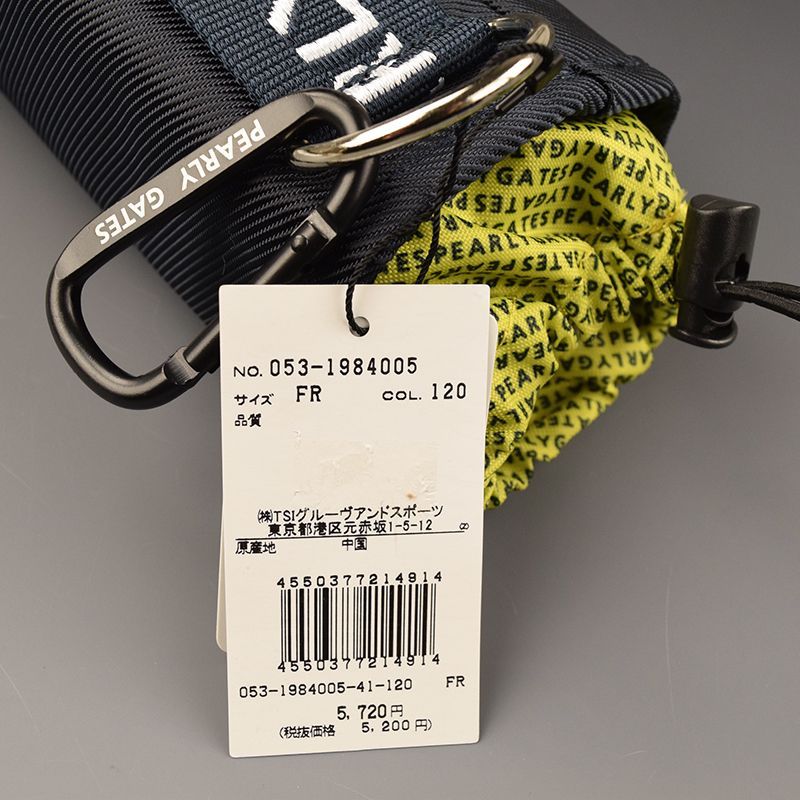 PEARLY GATES
PEARLY
GATESPEARLYGA
ESPEARLY
NO. 053-1984005
サイズ FR COL. 120
品質
㈱TSIグルーヴアンドスポーツ
東京都港区元赤坂1-5-12 ②
原産地 中国
4550377214914
4550377214914
053-1984005-41-120 FR
5,720円
(税抜価格 5,200円)